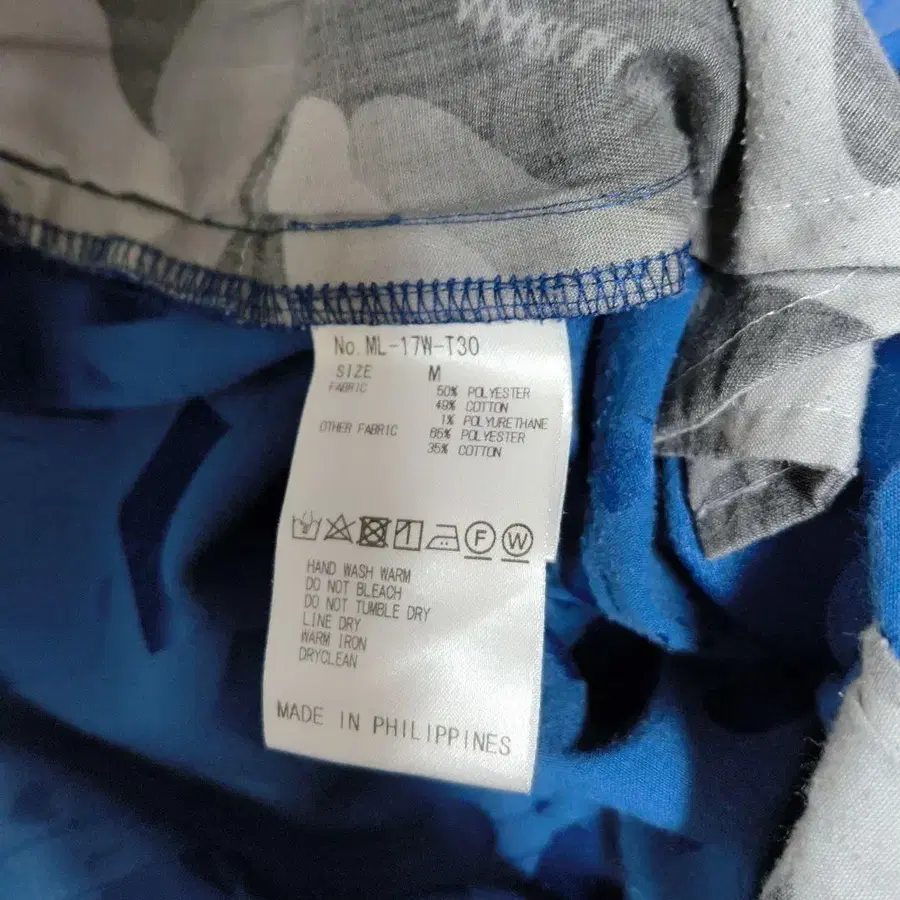 No. ML-17W-T30
SIZE M
FABRIC 50% POLYESTER
49% COTTON
1% POLYURETHANE
OTHER FABRIC 65% POLYESTER
35% COTTON
F W
HAND WASH WARM
DO NOT BLEACH
DO NOT TUMBLE DRY
LINE DRY
WARM IRON
DRYCLEAN
MADE IN PHILIPPINES